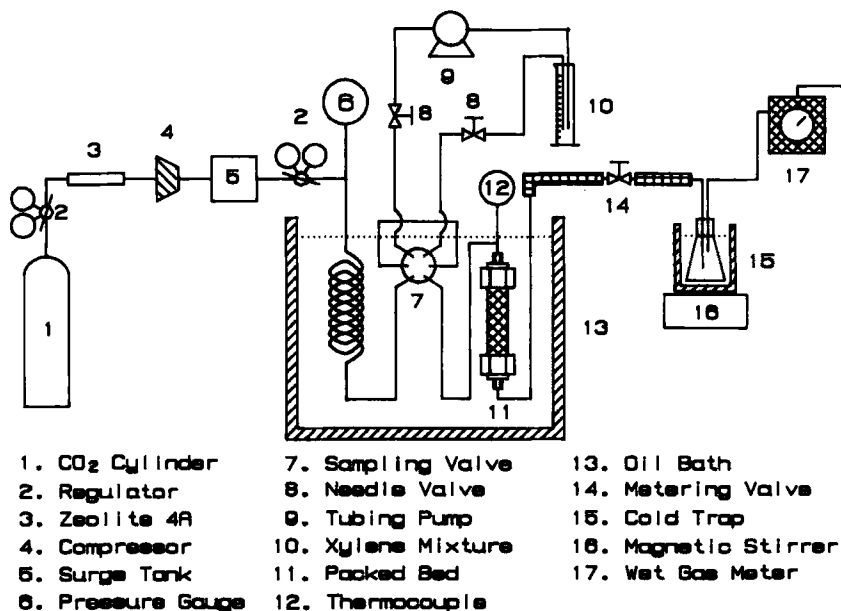 9
8
8
10
6
2
4
3
5
2
12
17
14
7
15
1
13
16
11
1. CO₂ Cylinder
2. Regulator
3. Zeolite 4A
4. Compressor
5. Surge Tank
6. Pressure Gauge
7. Sampling Valve
8. Needle Valve
9. Tubing Pump
10. Xylene Mixture
11. Packed Bed
12. Thermocouple
13. Oil Bath
14. Metering Valve
15. Cold Trap
16. Magnetic Stirrer
17. Wet Gas Meter